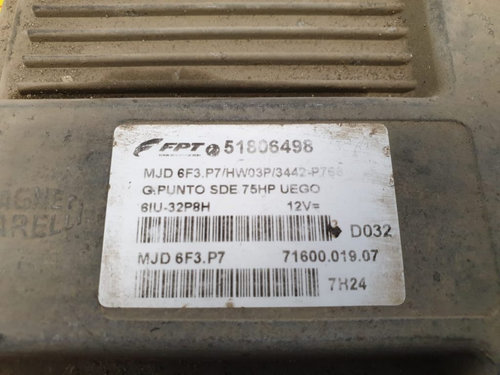 FPT 51806498
MJD 6F3.P7/HW03P/3442-P768
G.PUNTO SDE 75HP UEGO
6IU-32P8H 12V=
D032
MJD 6F3.P7 71600.019.07
7H24